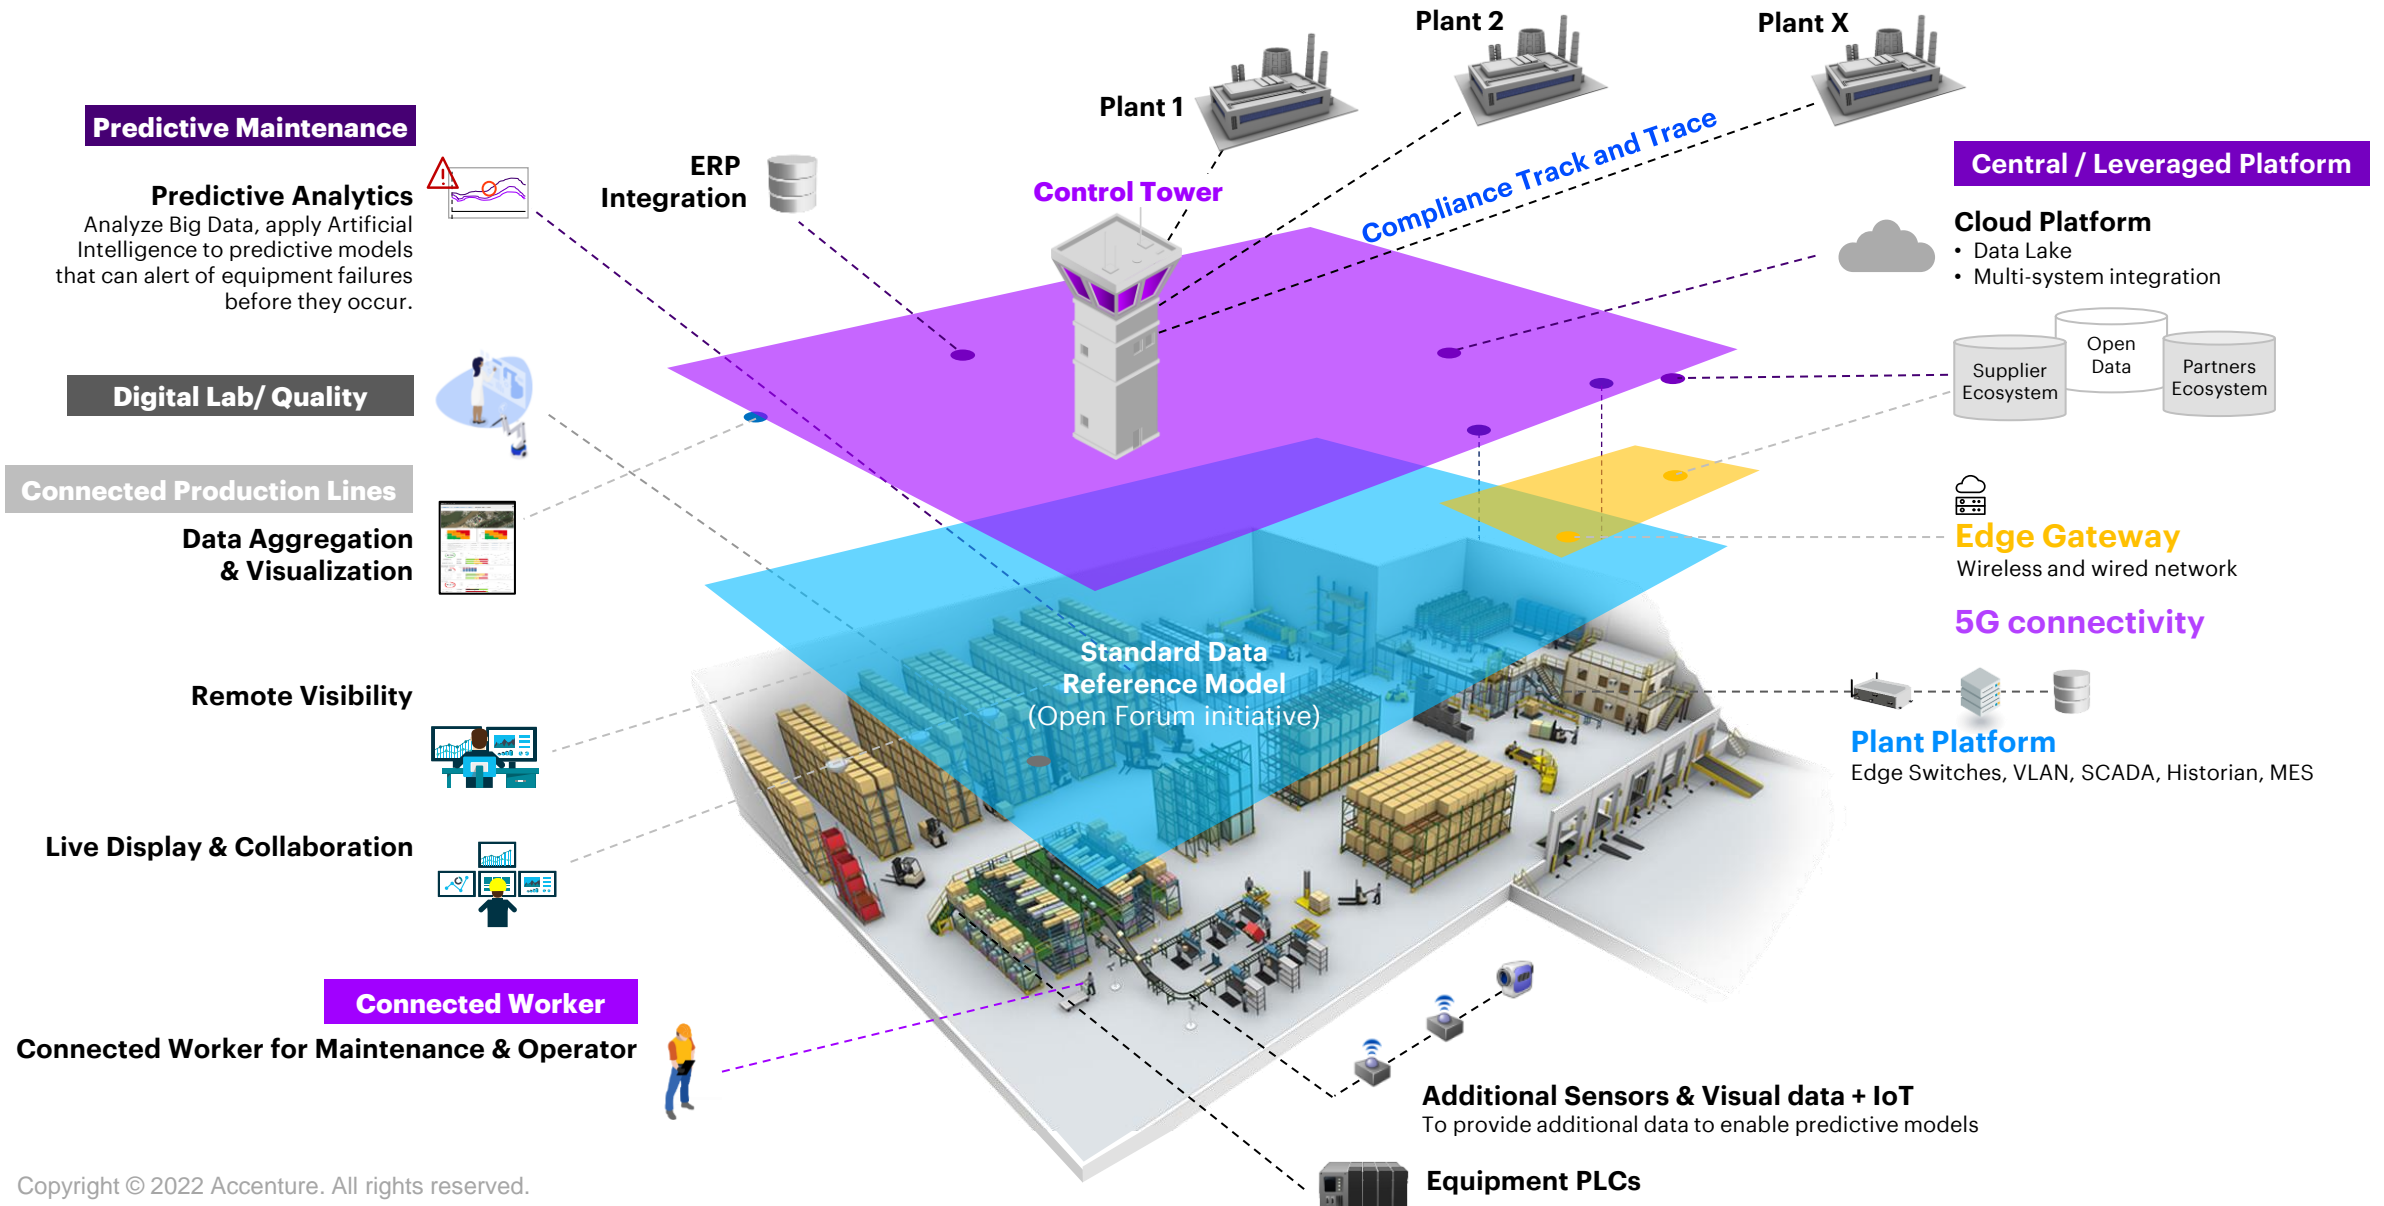 Plant 1
Plant 2
Plant X
Predictive Maintenance
Predictive Analytics
Analyze Big Data, apply Artificial
Intelligence to predictive models
that can alert of equipment failures
before they occur.
ERP
Integration
Control Tower
Compliance Track and Trace
Central / Leveraged Platform
Cloud Platform
• Data Lake
• Multi-system integration
Supplier
Ecosystem
Open
Data
Partners
Ecosystem
Digital Lab/ Quality
Connected Production Lines
Data Aggregation
& Visualization
Edge Gateway
Wireless and wired network
5G connectivity
Standard Data
Reference Model
(Open Forum initiative)
Remote Visibility
Plant Platform
Edge Switches, VLAN, SCADA, Historian, MES
Live Display & Collaboration
Connected Worker
Connected Worker for Maintenance & Operator
Additional Sensors & Visual data + IoT
To provide additional data to enable predictive models
Equipment PLCs
Copyright © 2022 Accenture. All rights reserved.